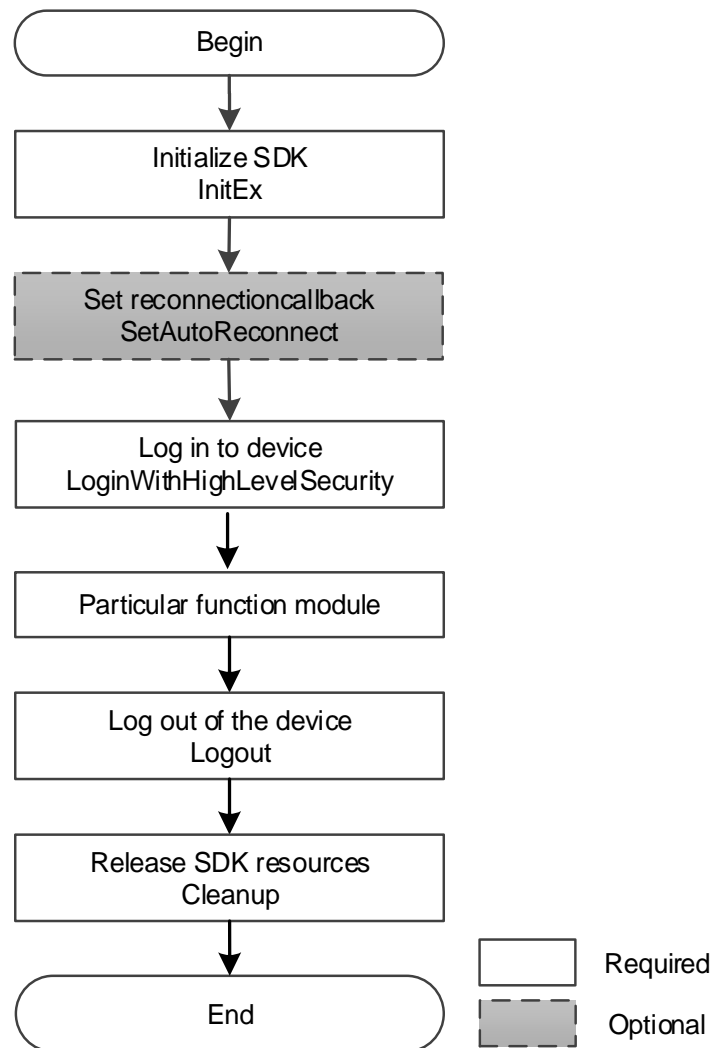 Begin
Initialize SDK
InitEx
Set reconnectioncallback
SetAutoReconnect
Log in to device
LoginWithHighLevelSecurity
Particular function module
Log out of the device
Logout
Release SDK resources
Cleanup
End
Required
Optional